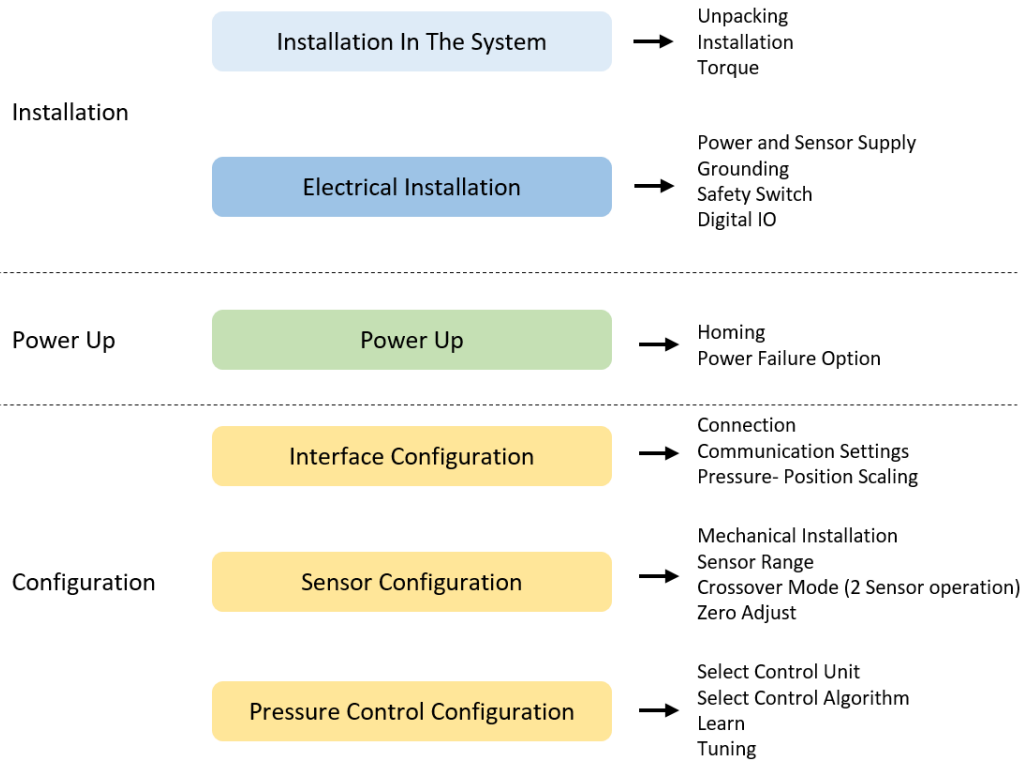 Installation
Installation In The System
Unpacking
Installation
Torque
Electrical Installation
Power and Sensor Supply
Grounding
Safety Switch
Digital IO
Power Up
Power Up
Homing
Power Failure Option
Configuration
Interface Configuration
Connection
Communication Settings
Pressure- Position Scaling
Sensor Configuration
Mechanical Installation
Sensor Range
Crossover Mode (2 Sensor operation)
Zero Adjust
Pressure Control Configuration
Select Control Unit
Select Control Algorithm
Learn
Tuning